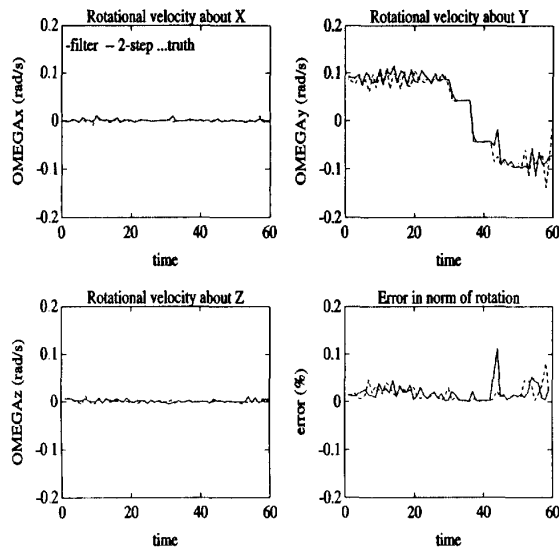 Rotational velocity about X
-filter -- 2-step ...truth
OMEGAx (rad/s)
0.2
0.1
0
-0.1
-0.2
0 20 40 60
time
Rotational velocity about Y
OMEGAy (rad/s)
0.2
0.1
0
-0.1
-0.2
0 20 40 60
time
Rotational velocity about Z
OMEGAz (rad/s)
0.2
0.1
0
-0.1
-0.2
0 20 40 60
time
Error in norm of rotation
error (%)
0.2
0.1
0
-0.1
-0.2
0 20 40 60
time